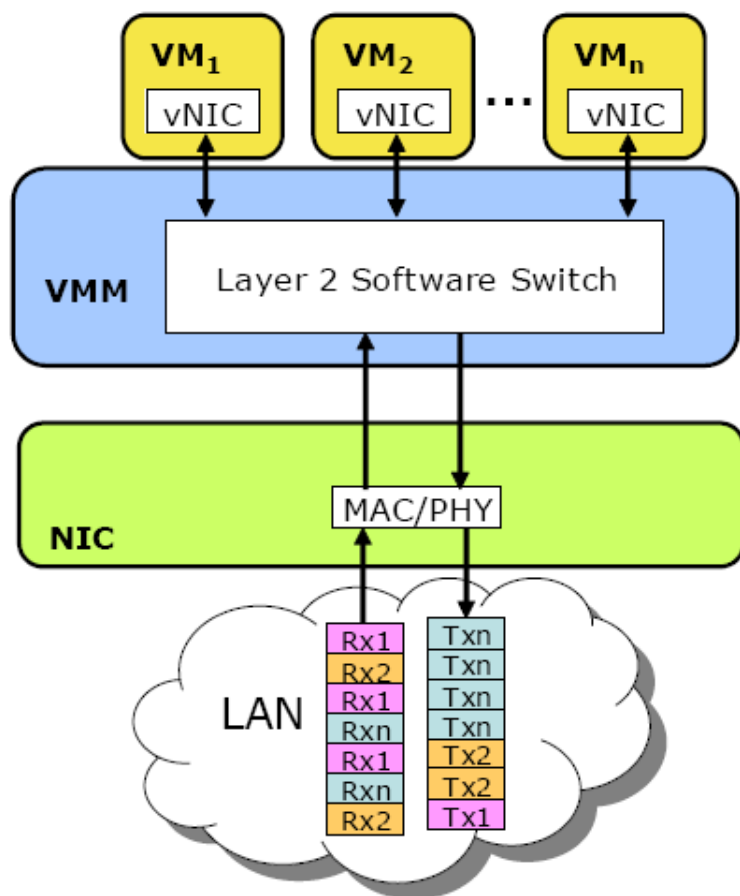 VM1 VM2 ... VMn
vNIC vNIC vNIC
Layer 2 Software Switch
VMM
MAC/PHY
NIC
LAN
Rx1
Rx2
Rx1
Rxn
Rx1
Rxn
Rx2
Txn
Txn
Txn
Txn
Tx2
Tx2
Tx1